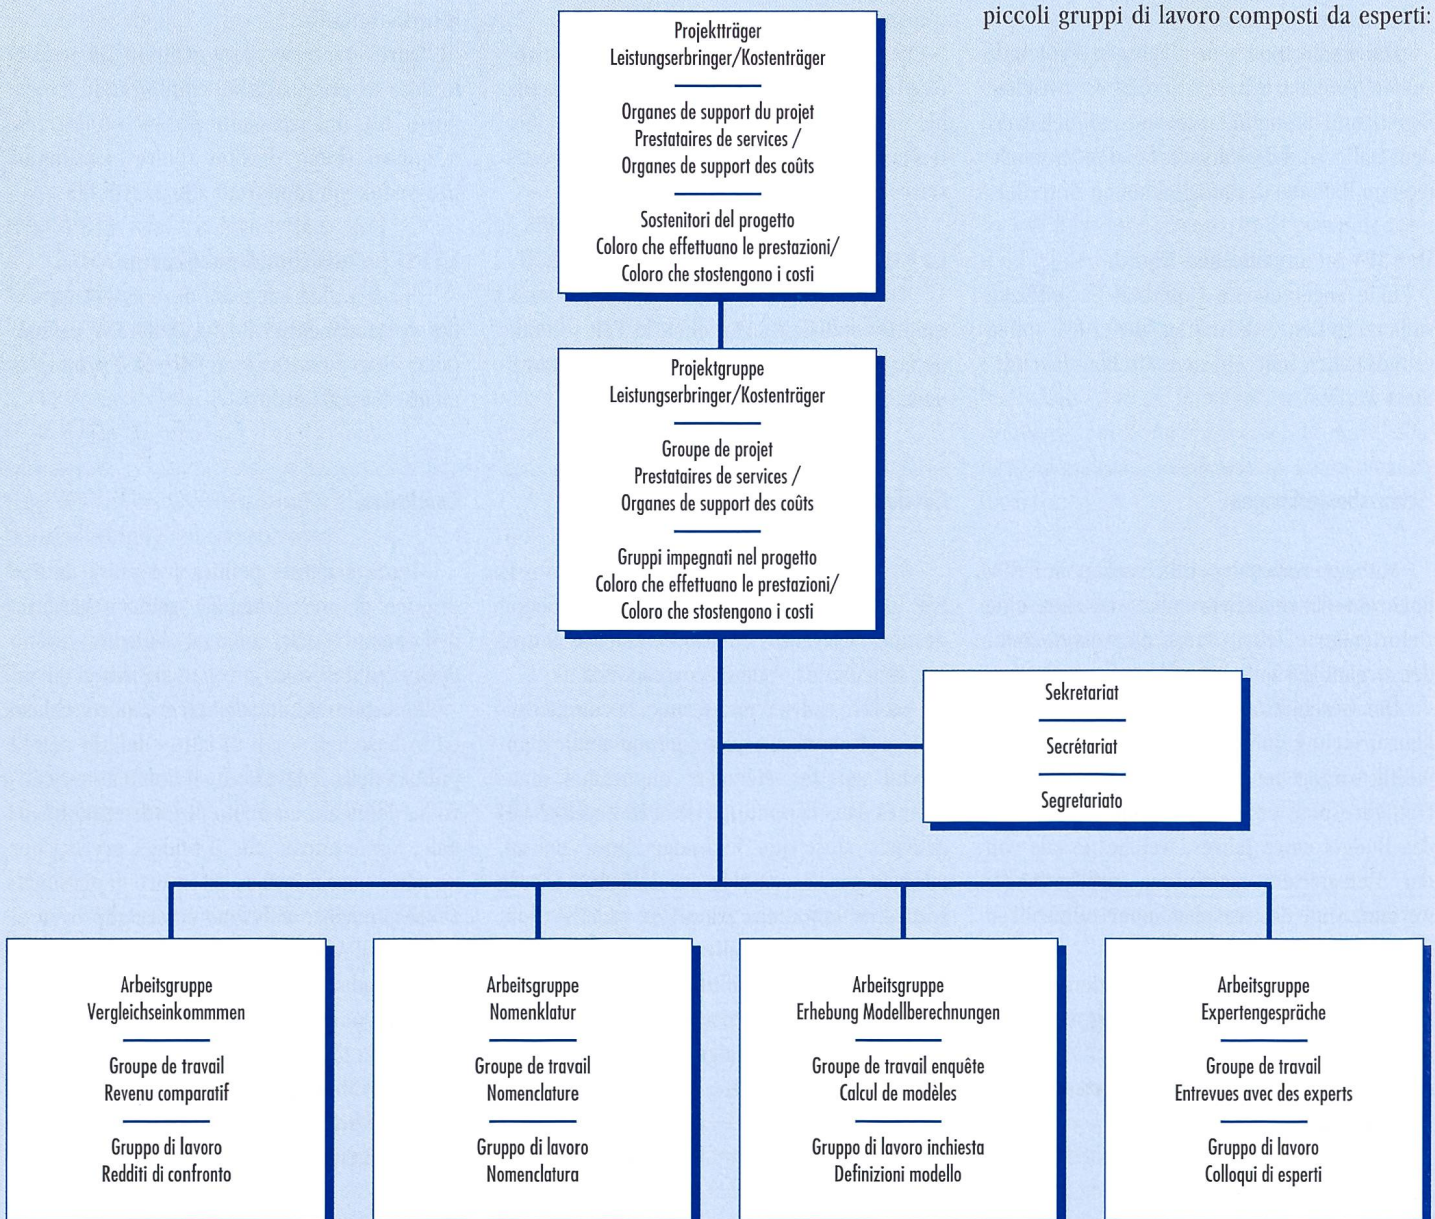 piccoli gruppi di lavoro composti da esperti:
Projektträger
Leistungserbringer/Kostenträger
Organes de support du projet
Prestataires de services /
Organes de support des coûts
Sostenitori del progetto
Coloro che effettuano le prestazioni/
Coloro che stostengono i costi
Projektgruppe
Leistungserbringer/Kostenträger
Groupe de projet
Prestataires de services /
Organes de support des coûts
Gruppi impegnati nel progetto
Coloro che effettuano le prestazioni/
Coloro che stostengono i costi
Sekretariat
Secrétariat
Segretariato
Arbeitsgruppe
Vergleichseinkommmen
Groupe de travail
Revenu comparatif
Gruppo di lavoro
Redditi di confronto
Arbeitsgruppe
Nomenklatur
Groupe de travail
Nomenclature
Gruppo di lavoro
Nomenclatura
Arbeitsgruppe
Erhebung Modellberechnungen
Groupe de travail enquête
Calcul de modèles
Gruppo di lavoro inchiesta
Definizioni modello
Arbeitsgruppe
Expertengespräche
Groupe de travail
Entrevues avec des experts
Gruppo di lavoro
Colloqui di esperti